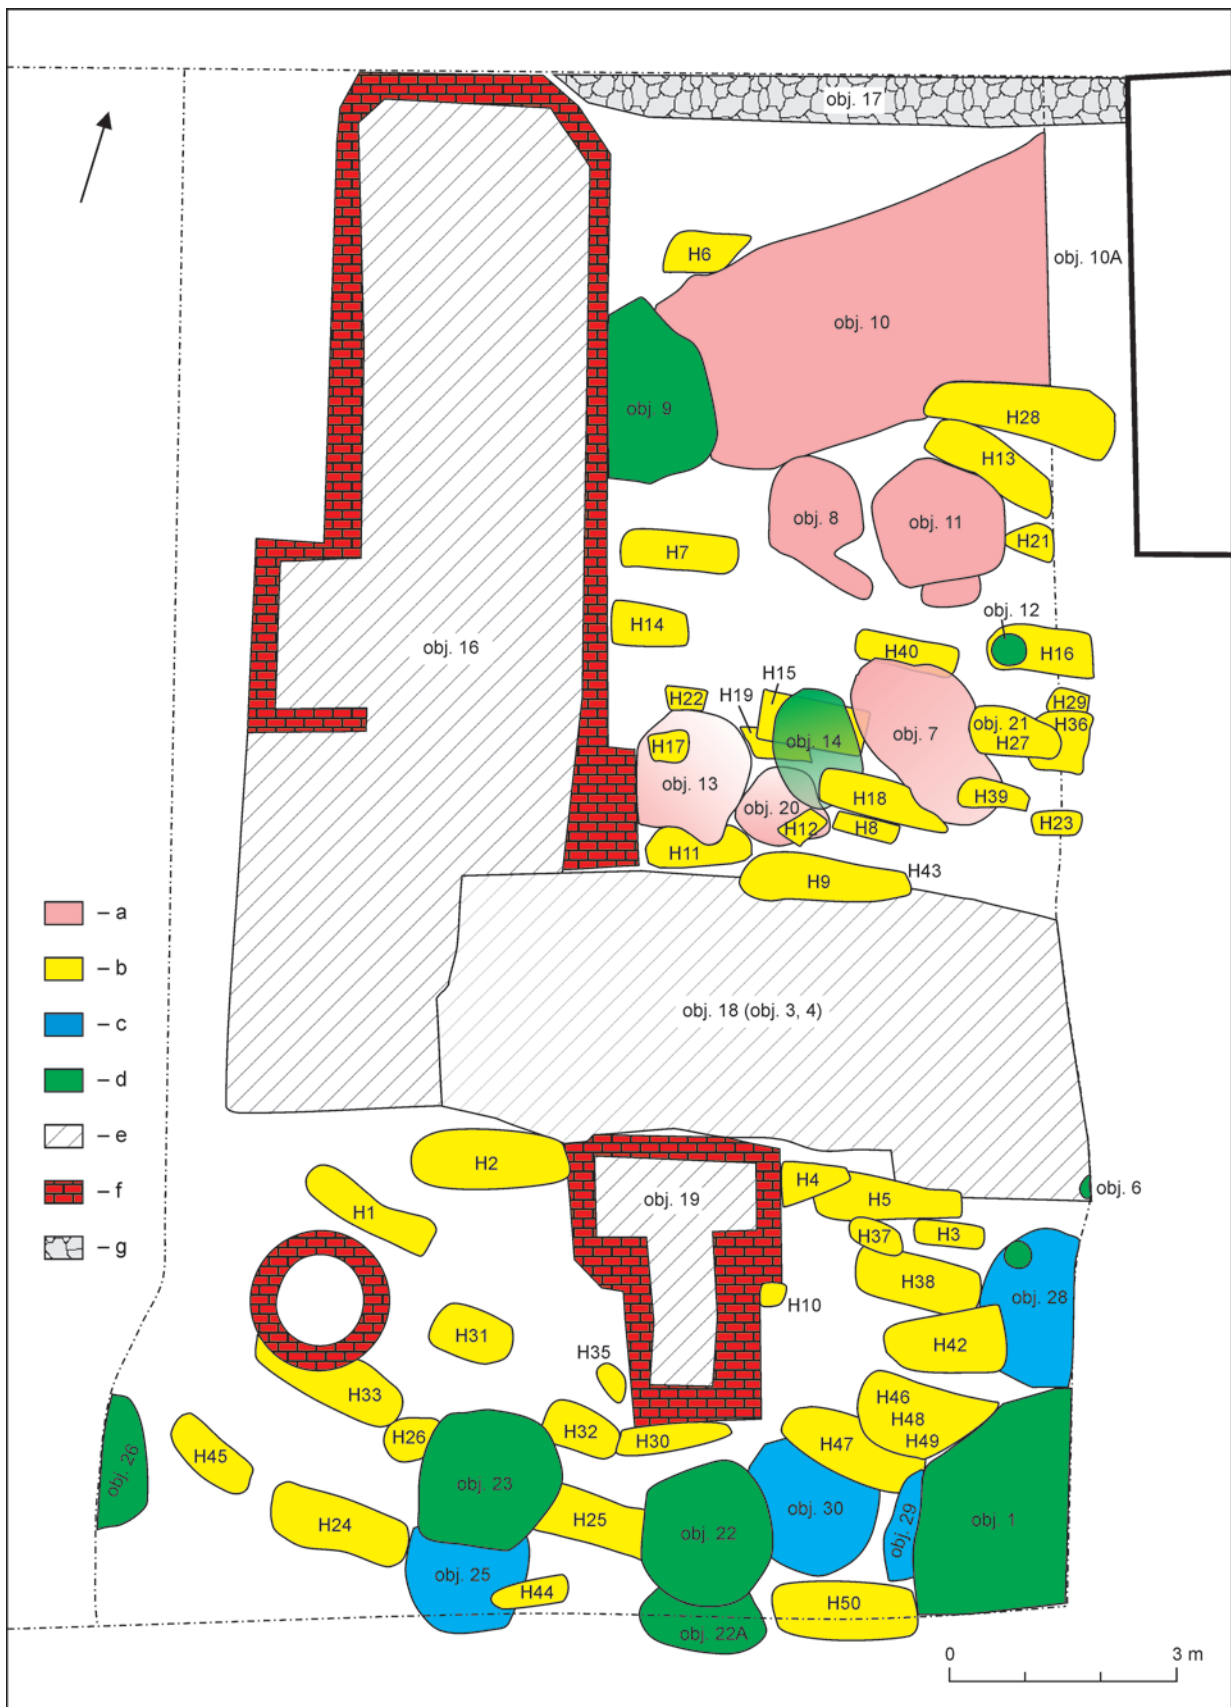 obj. 17
H6
obj. 10A
obj. 10
obj. 9
H28
H13
obj. 8
obj. 11
H21
H7
obj. 12
H14
obj. 16
H40
H16
H15
H22
H19
H29
obj. 21
H36
H17
obj. 14
obj. 7
H27
obj. 13
H18
H39
obj. 20
H12
H8
H23
H11
H9
H43
– a
– b
– c
– d
– e
– f
– g
obj. 18 (obj. 3, 4)
H2
H4
obj. 6
obj. 19
H5
H1
H37
H3
H38
obj. 28
H10
H31
H42
H35
H33
H46
H48
H49
H26
H32
H30
H47
H45
obj. 26
obj. 23
H24
H25
obj. 22
obj. 30
obj. 29
obj. 1
obj. 25
H44
H50
obj. 22A
0 3 m